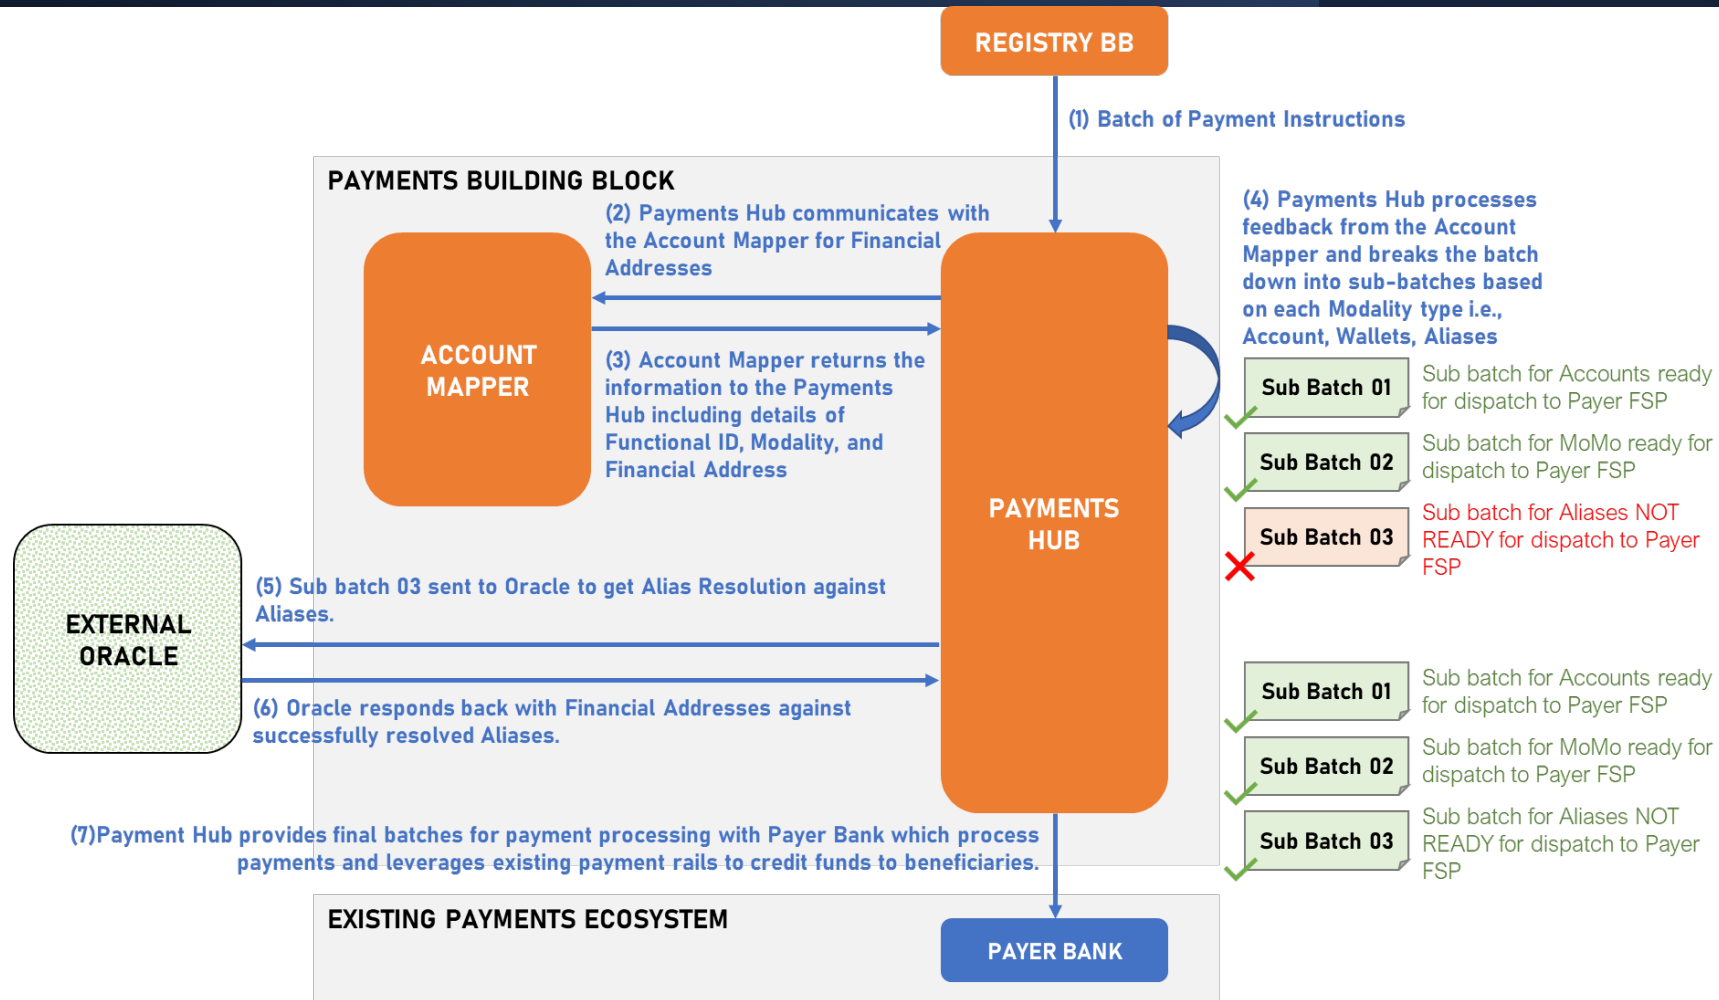 REGISTRY BB
(1) Batch of Payment Instructions
PAYMENTS BUILDING BLOCK
(2) Payments Hub communicates with
the Account Mapper for Financial
Addresses
ACCOUNT
MAPPER
(3) Account Mapper returns the
information to the Payments
Hub including details of
Functional ID, Modality, and
Financial Address
PAYMENTS
HUB
(4) Payments Hub processes
feedback from the Account
Mapper and breaks the batch
down into sub-batches based
on each Modality type i.e.,
Account, Wallets, Aliases
Sub Batch 01
Sub batch for Accounts ready
for dispatch to Payer FSP
Sub Batch 02
Sub batch for MoMo ready for
dispatch to Payer FSP
Sub Batch 03
Sub batch for Aliases NOT
READY for dispatch to Payer
FSP
EXTERNAL
ORACLE
(5) Sub batch 03 sent to Oracle to get Alias Resolution against
Aliases.
(6) Oracle responds back with Financial Addresses against
successfully resolved Aliases.
Sub Batch 01
Sub batch for Accounts ready
for dispatch to Payer FSP
Sub Batch 02
Sub batch for MoMo ready for
dispatch to Payer FSP
Sub Batch 03
Sub batch for Aliases NOT
READY for dispatch to Payer
FSP
(7)Payment Hub provides final batches for payment processing with Payer Bank which process
payments and leverages existing payment rails to credit funds to beneficiaries.
EXISTING PAYMENTS ECOSYSTEM
PAYER BANK